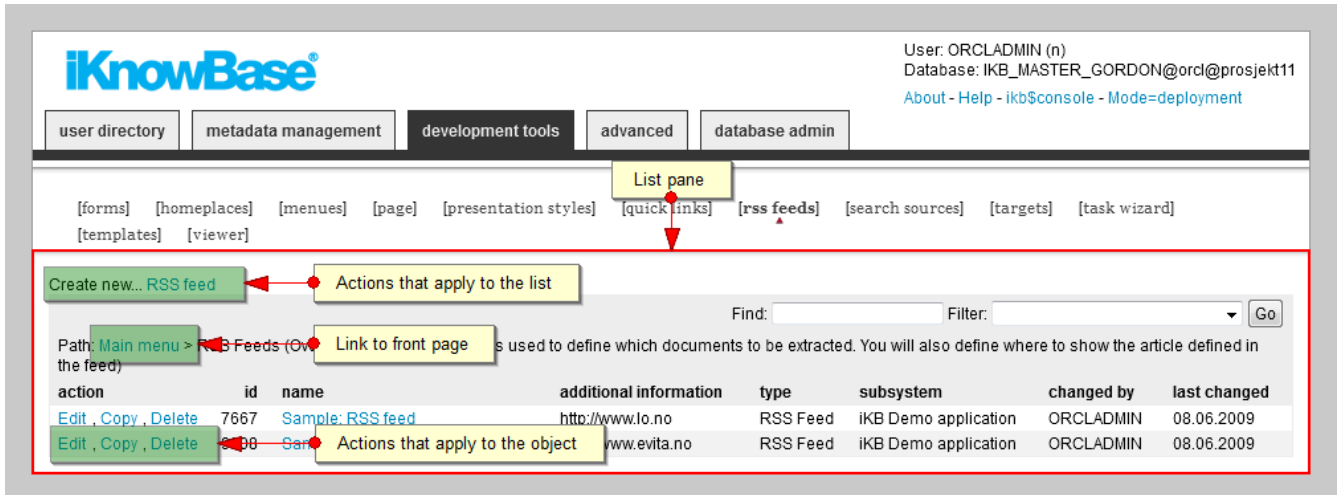 iKnowBase®
User: ORCLADMIN (n)
Database: IKB_MASTER_GORDON@orcl@prosjekt11
About - Help - ikb$console - Mode=deployment
user directory metadata management development tools advanced database admin
List pane
[forms] [homeplaces] [menues] [page] [presentation styles] [quick links] [rss feeds] [search sources] [targets] [task wizard]
[templates] [viewer]
Create new... RSS feed
Actions that apply to the list
Find: Filter: Go
Path: Main menu > RSS Feeds (Ov
Link to front page
s used to define which documents to be extracted. You will also define where to show the article defined in
the feed)
action id name additional information type subsystem changed by last changed
Edit , Copy , Delete 7667 Sample: RSS feed http://www.lo.no RSS Feed iKB Demo application ORCLADMIN 08.06.2009
Edit , Copy , Delete
Actions that apply to the object
www.evita.no RSS Feed iKB Demo application ORCLADMIN 08.06.2009